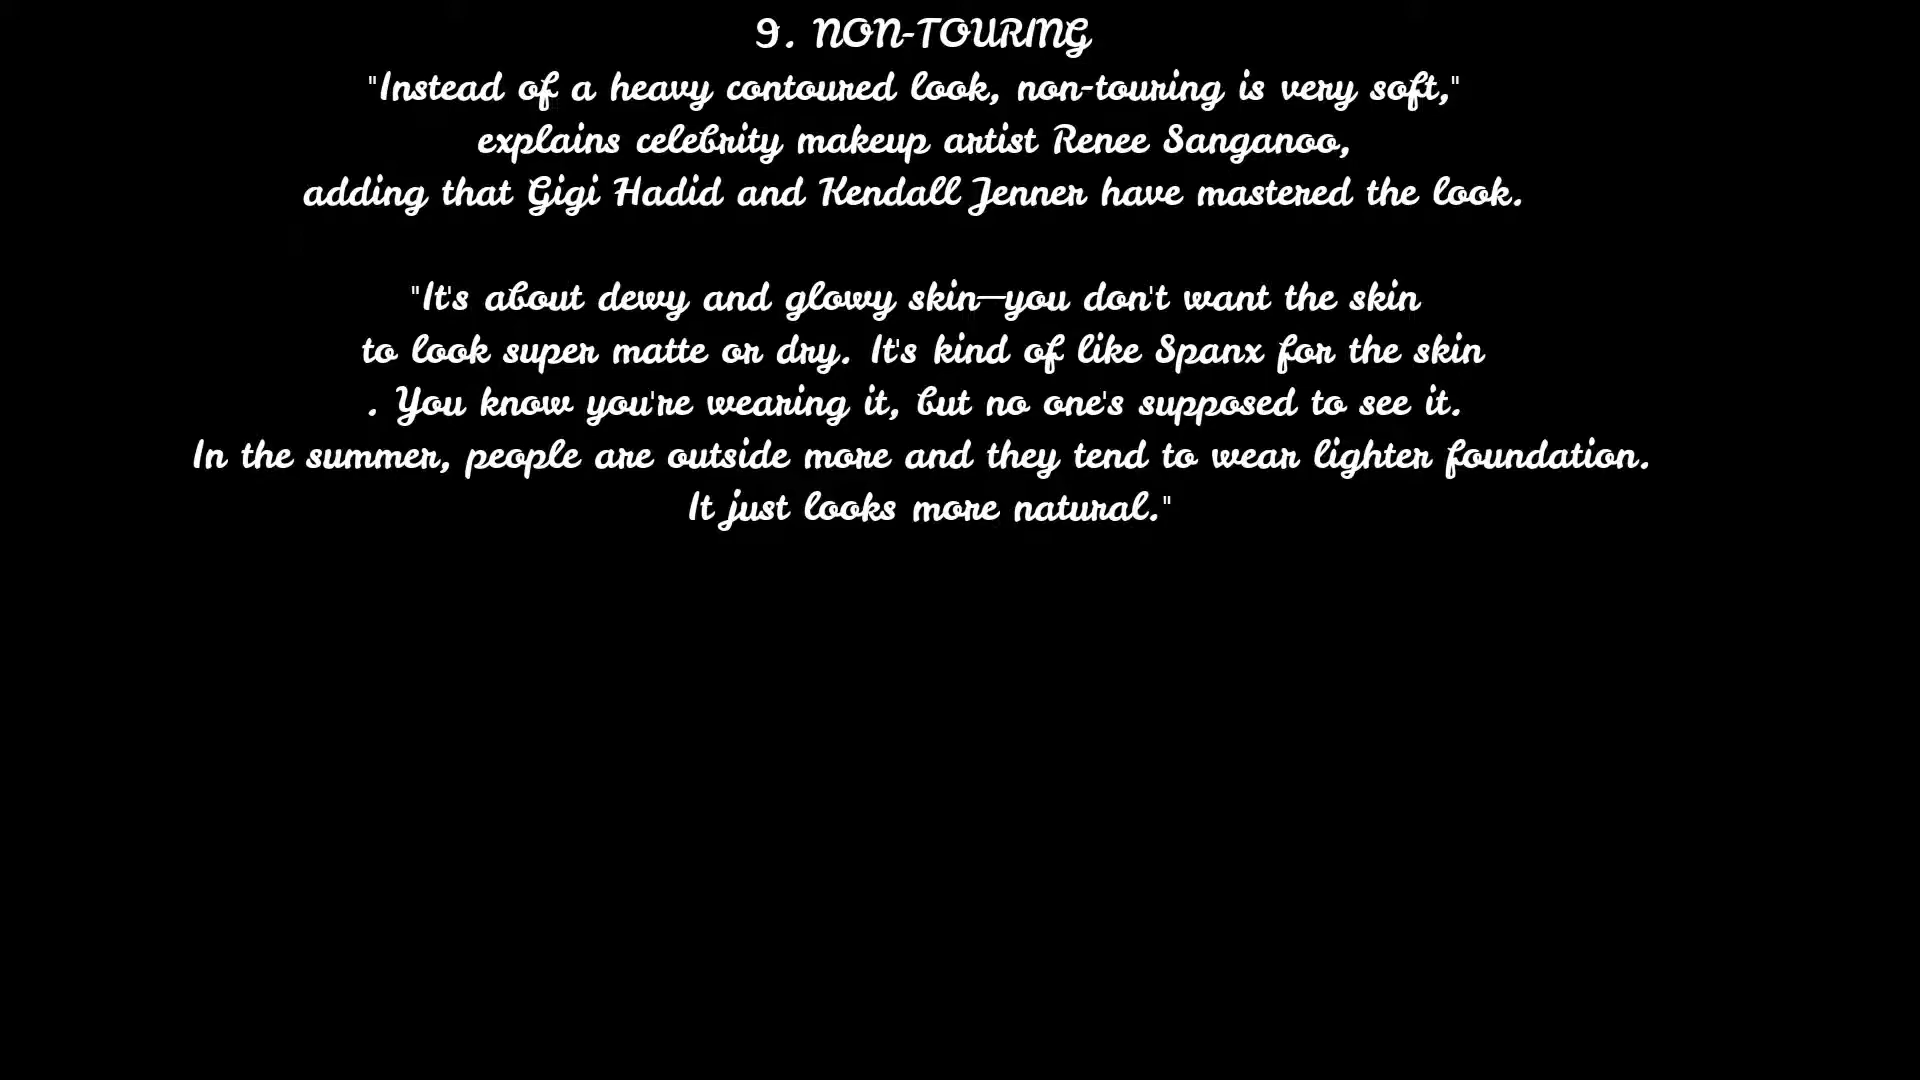 9. NON-TOURING
"Instead of a heavy contoured look, non-touring is very soft,"
explains celebrity makeup artist Renee Sanganoo,
adding that Gigi Hadid and Kendall Jenner have mastered the look.
"It's about dewy and glowy skin—you don't want the skin
to look super matte or dry. It's kind of like Spanx for the skin
. You know you're wearing it, but no one's supposed to see it.
In the summer, people are outside more and they tend to wear lighter foundation.
It just looks more natural."